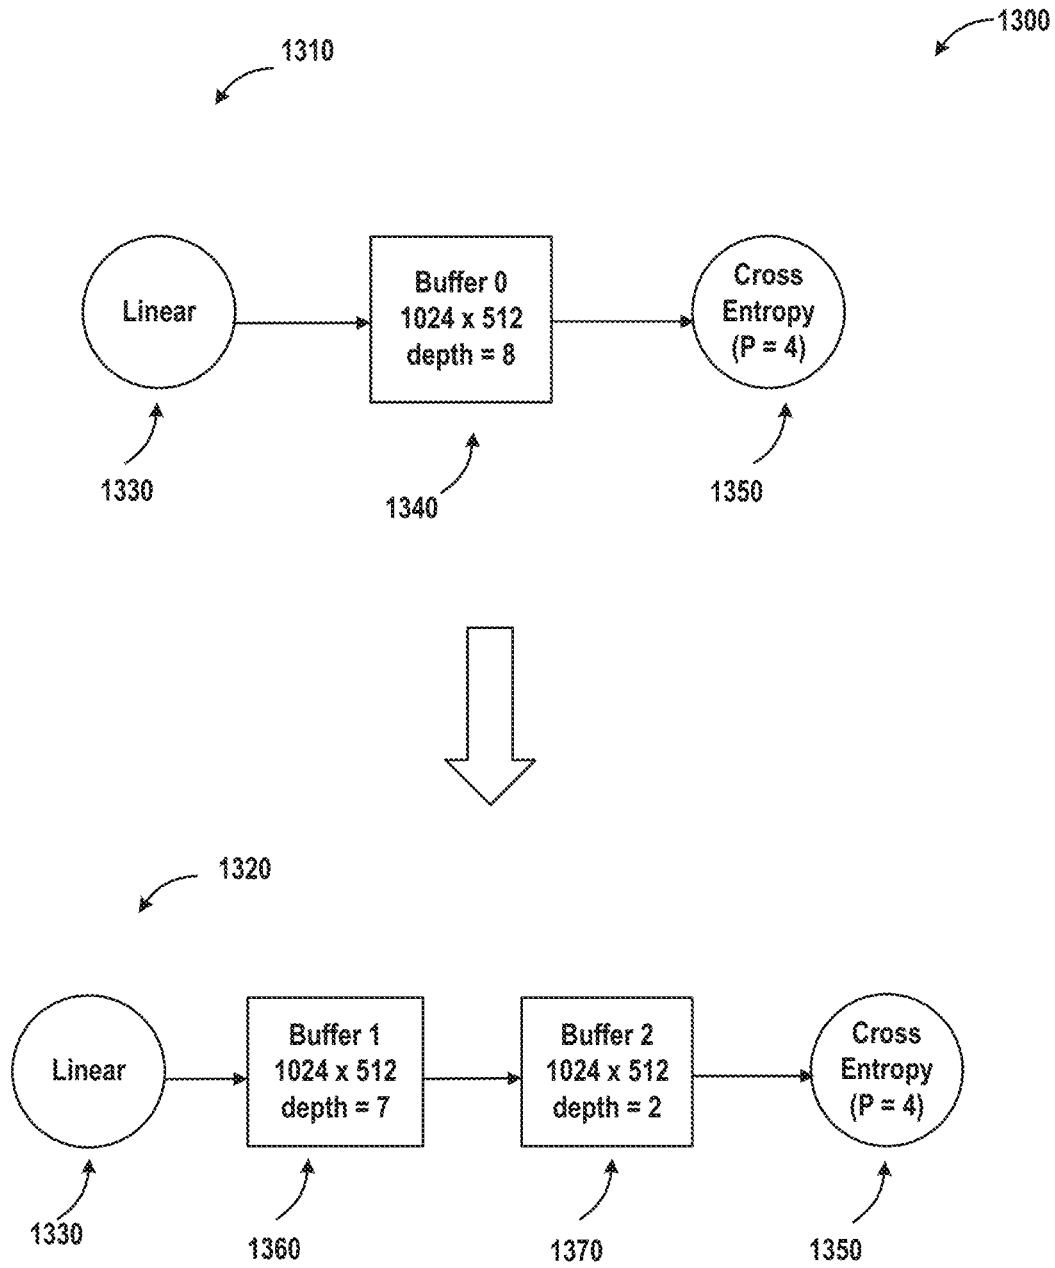 1300
1310
Linear
Buffer 0
1024 x 512
depth = 8
Cross
Entropy
(P = 4)
1330
1340
1350
1320
Linear
Buffer 1
1024 x 512
depth = 7
Buffer 2
1024 x 512
depth = 2
Cross
Entropy
(P = 4)
1330
1360
1370
1350